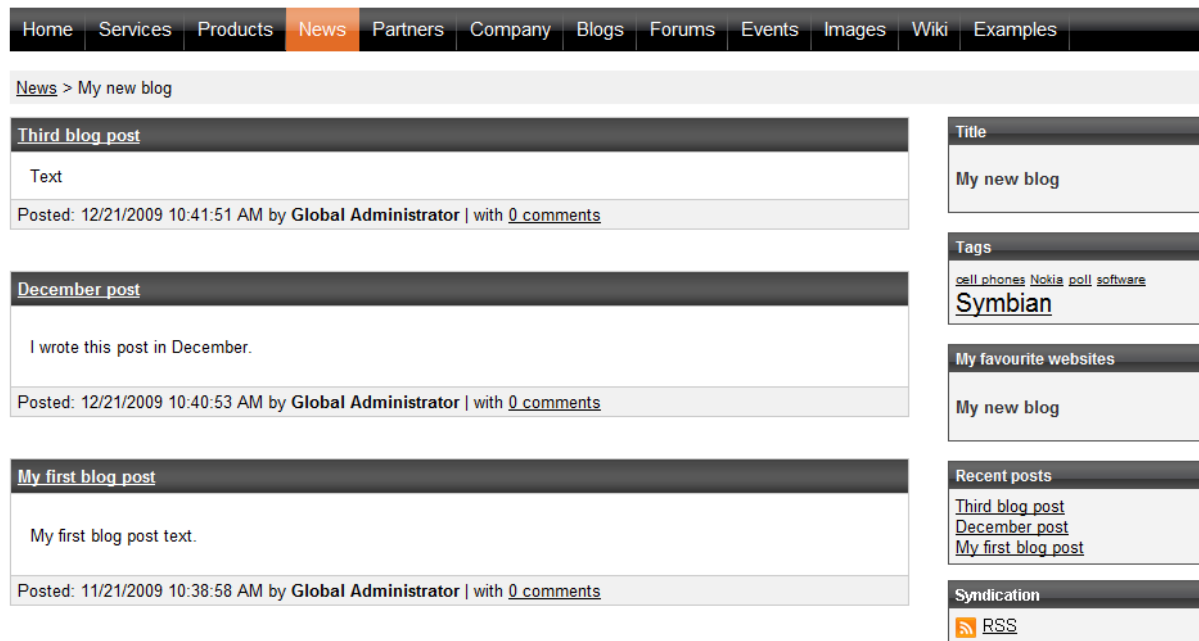 Home Services Products News Partners Company Blogs Forums Events Images Wiki Examples
News > My new blog
Third blog post
Text
Posted: 12/21/2009 10:41:51 AM by Global Administrator | with 0 comments
December post
I wrote this post in December.
Posted: 12/21/2009 10:40:53 AM by Global Administrator | with 0 comments
My first blog post
My first blog post text.
Posted: 11/21/2009 10:38:58 AM by Global Administrator | with 0 comments
Title
My new blog
Tags
cell phones Nokia poll software
Symbian
My favourite websites
My new blog
Recent posts
Third blog post
December post
My first blog post
Syndication
RSS